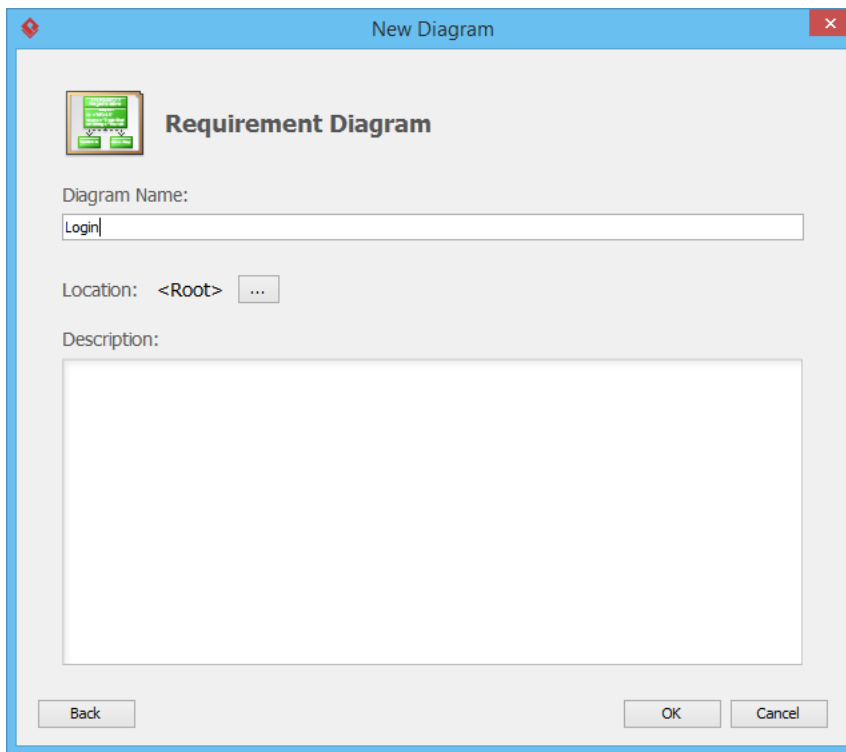 New Diagram
Requirement Diagram
Diagram Name:
Login
Location: <Root> ...
Description:
Back OK Cancel